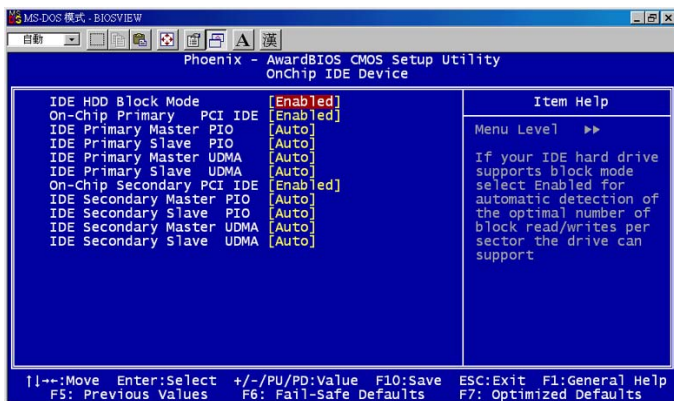 MS-DOS 模式 - BIOSVIEW
自動
A 漢
Phoenix - AwardBIOS CMOS Setup Utility
OnChip IDE Device
IDE HDD Block Mode [Enabled]
On-Chip Primary PCI IDE [Enabled]
IDE Primary Master PIO [Auto]
IDE Primary Slave PIO [Auto]
IDE Primary Master UDMA [Auto]
IDE Primary Slave UDMA [Auto]
On-Chip Secondary PCI IDE [Enabled]
IDE Secondary Master PIO [Auto]
IDE Secondary Slave PIO [Auto]
IDE Secondary Master UDMA [Auto]
IDE Secondary Slave UDMA [Auto]
Item Help
Menu Level ▸▸
If your IDE hard drive
supports block mode
select Enabled for
automatic detection of
the optimal number of
block read/writes per
sector the drive can
support
↑↓→←:Move Enter:Select +/-/PU/PD:Value F10:Save ESC:Exit F1:General Help
F5: Previous Values F6: Fail-Safe Defaults F7: Optimized Defaults